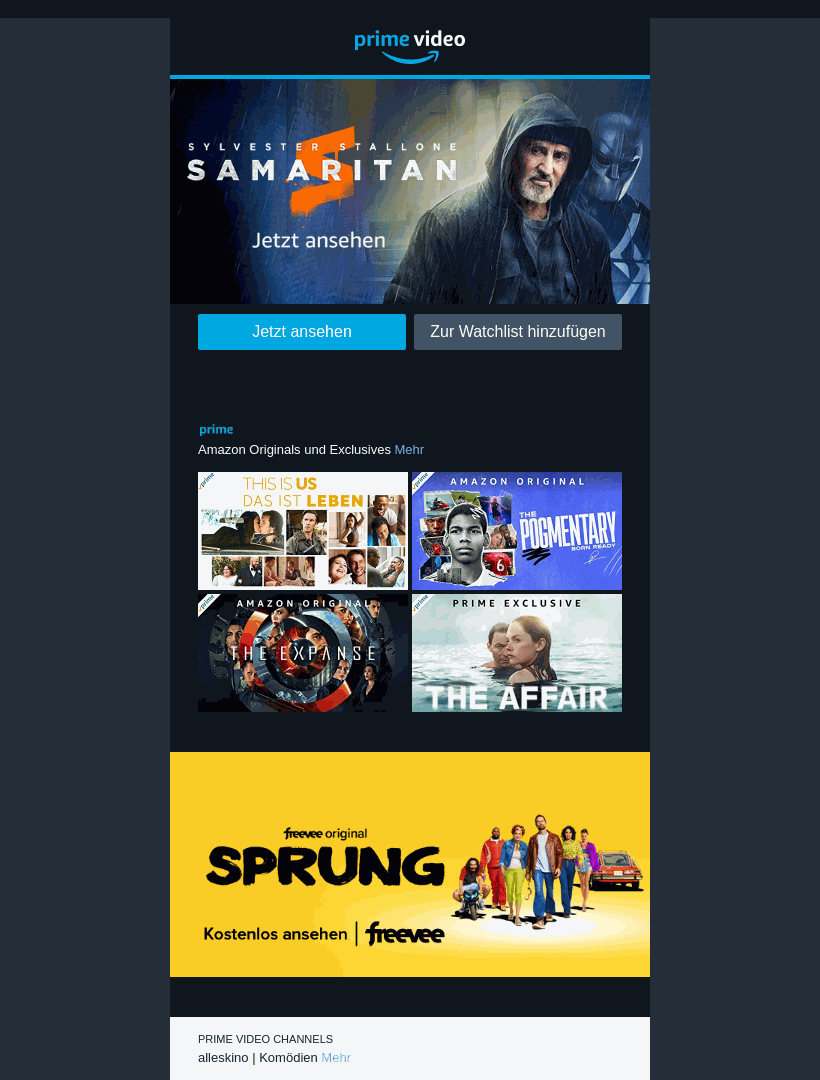 prime video
SYLVESTER STALLONE
SAMARITAN
Jetzt ansehen
Jetzt ansehen
Zur Watchlist hinzufügen
prime
Amazon Originals und Exclusives Mehr
prime
THIS IS US
DAS IST LEBEN
prime
AMAZON ORIGINAL
THE
POGMENTARY
BORN READY
6
prime
AMAZON ORIGINAL
THE EXPANSE
prime
PRIME EXCLUSIVE
THE AFFAIR
freevee original
SPRUNG
Kostenlos ansehen | freevee
PRIME VIDEO CHANNELS
alleskino | Komödien Mehr